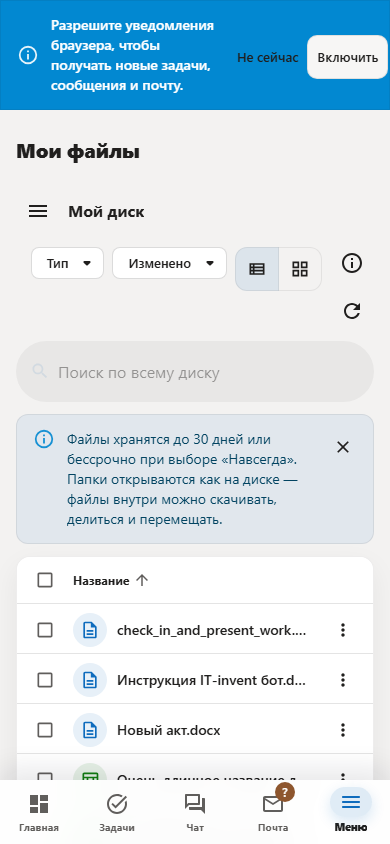 Разрешите уведомления
браузера, чтобы
получать новые задачи,
сообщения и почту.
Не сейчас
Включить
Мои файлы
Мой диск
Тип
Изменено
Поиск по всему диску
Файлы хранятся до 30 дней или
бессрочно при выборе «Навсегда».
Папки открываются как на диске —
файлы внутри можно скачивать,
делиться и перемещать.
Название
check_in_and_present_work....
Инструкция IT-invent бот.d...
Новый акт.docx
Очень длинное название д...
?
Главная
Задачи
Чат
Почта
Меню